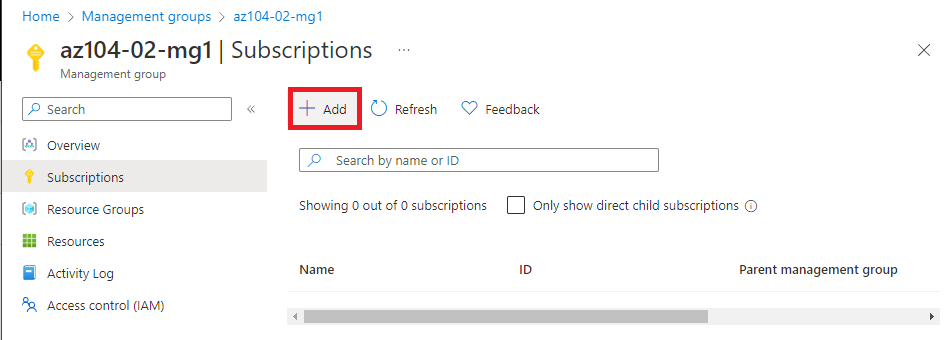 Home > Management groups > az104-02-mg1
az104-02-mg1 | Subscriptions ...
Management group
Search «
Overview
Subscriptions
Resource Groups
Resources
Activity Log
Access control (IAM)
+ Add Refresh Feedback
Search by name or ID
Showing 0 out of 0 subscriptions Only show direct child subscriptions
Name ID Parent management group